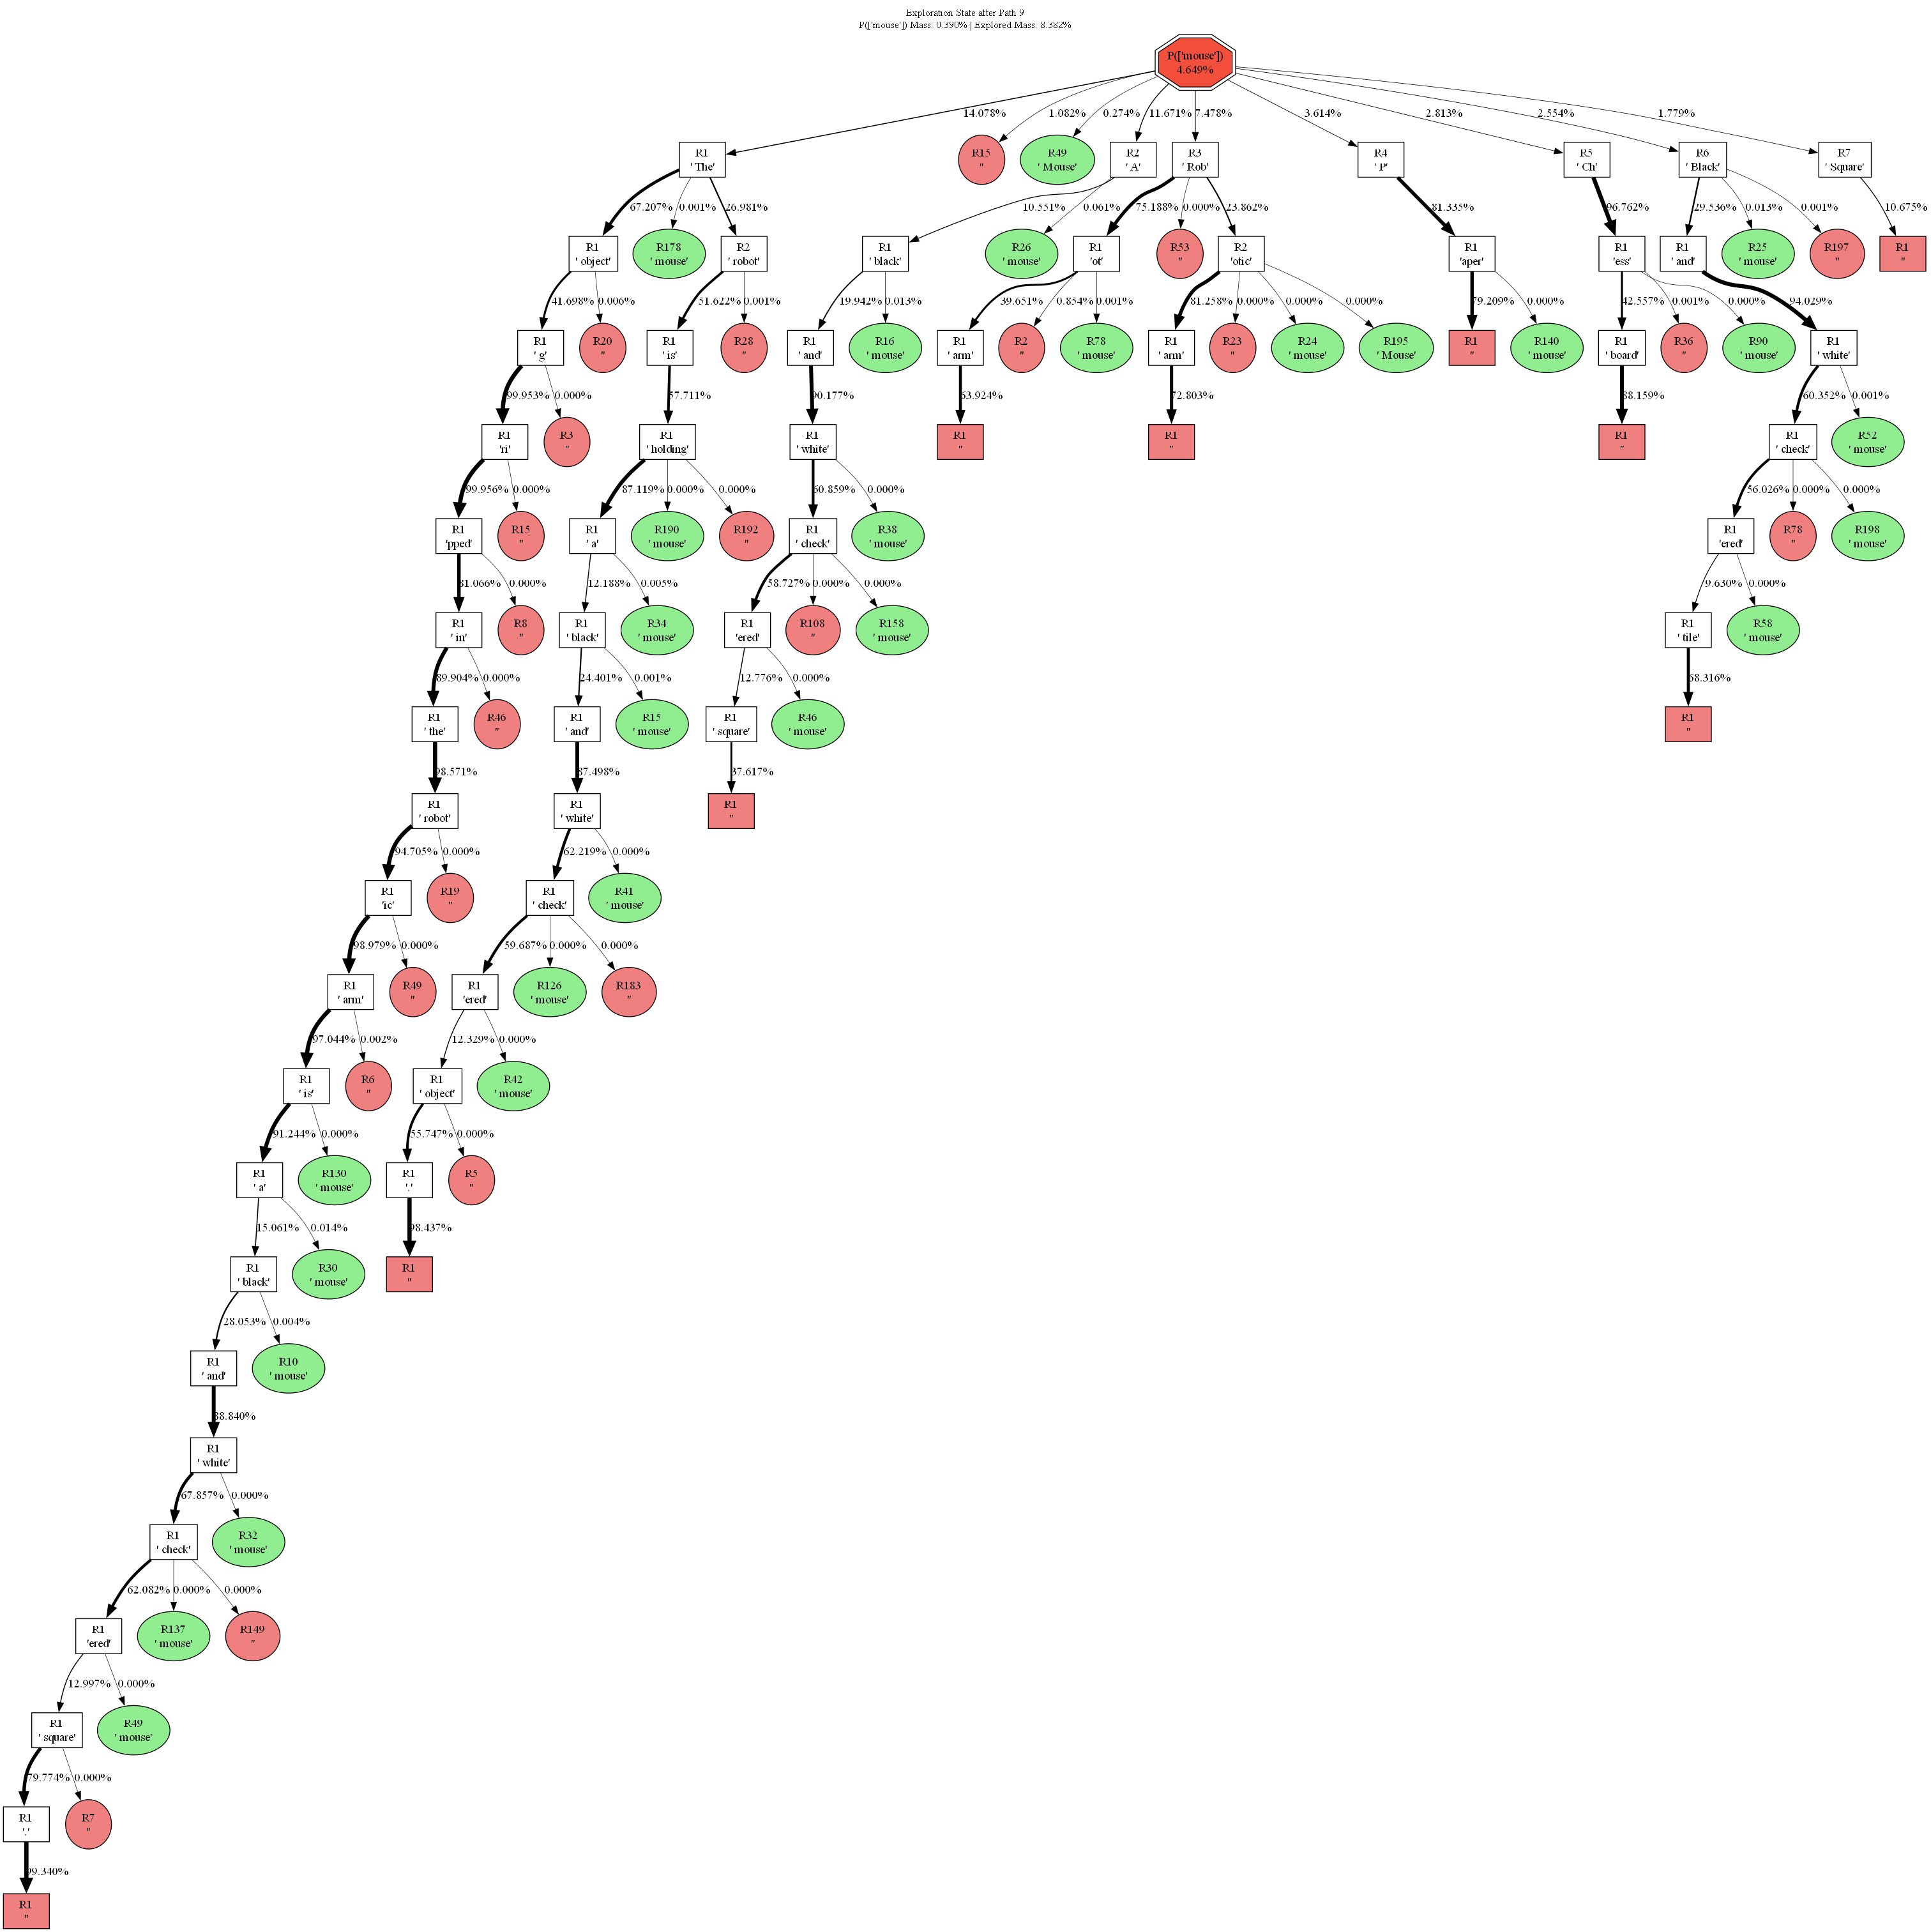 Exploration State after Path 9
P(['mouse']) Mass: 0.390% | Explored Mass: 8.382%
P(['mouse'])
4.649%
14.078% 1.082% 0.274% 11.671% 7.478% 3.614% 2.813% 2.554% 1.779%
R1 R15 R49 R2 R3 R4 R5 R6 R7
' The' '' ' Mouse' ' A' ' Rob' ' P' ' Ch' ' Black' ' Square'
67.207% 0.001% 26.981% 10.551% 0.061% 75.188% 0.000% 23.862% 81.335% 96.762% 29.536% 0.013% 0.001% 10.675%
R1 R178 R2 R1 R26 R1 R53 R2 R1 R1 R1 R25 R197 R1
' object' ' mouse' ' robot' ' black' ' mouse' 'ot' '' 'otic' 'aper' 'ess' ' and' ' mouse' '' ''
41.698% 0.006% 51.622% 0.001% 19.942% 0.013% 39.651% 0.854% 0.001% 81.258% 0.000% 0.000% 0.000% 79.209% 0.000% 42.557% 0.001% 0.000% 94.029%
R1 R20 R1 R28 R1 R16 R1 R2 R78 R1 R23 R24 R195 R1 R140 R1 R36 R90 R1
' g' '' ' is' '' ' and' ' mouse' ' arm' '' ' mouse' ' arm' '' ' mouse' ' Mouse' '' ' mouse' ' board' '' ' mouse' ' white'
99.953% 0.000% 57.711% 90.177% 63.924% 72.803% 88.159% 60.352% 0.001%
R1 R3 R1 R1 R1 R1 R1 R1 R52
'ri' '' ' holding' ' white' '' '' '' ' check' ' mouse'
99.956% 0.000% 87.119% 0.000% 0.000% 60.859% 0.000% 56.026% 0.000% 0.000%
R1 R15 R1 R190 R192 R1 R38 R1 R78 R198
'pped' '' ' a' ' mouse' '' ' check' ' mouse' 'ered' '' ' mouse'
81.066% 0.000% 12.188% 0.005% 58.727% 0.000% 0.000% 9.630% 0.000%
R1 R8 R1 R34 R1 R108 R158 R1 R58
' in' '' ' black' ' mouse' 'ered' '' ' mouse' ' tile' ' mouse'
89.904% 0.000% 24.401% 0.001% 12.776% 0.000% 68.316%
R1 R46 R1 R15 R1 R46 R1
' the' '' ' and' ' mouse' ' square' ' mouse' ''
98.571% 87.498% 37.617%
R1 R1 R1
' robot' ' white' ''
94.705% 0.000% 62.219% 0.000%
R1 R19 R1 R41
'ic' '' ' check' ' mouse'
98.979% 0.000% 59.687% 0.000% 0.000%
R1 R49 R1 R126 R183
' arm' '' 'ered' ' mouse' ''
97.044% 0.002% 12.329% 0.000%
R1 R6 R1 R42
' is' '' ' object' ' mouse'
91.244% 0.000% 55.747% 0.000%
R1 R130 R1 R5
' a' ' mouse' '.' ''
15.061% 0.014% 98.437%
R1 R30 R1
' black' ' mouse' ''
28.053% 0.004%
R1 R10
' and' ' mouse'
88.840%
R1
' white'
67.857% 0.000%
R1 R32
' check' ' mouse'
62.082% 0.000% 0.000%
R1 R137 R149
'ered' ' mouse' ''
12.997% 0.000%
R1 R49
' square' ' mouse'
79.774% 0.000%
R1 R7
'.' ''
99.340%
R1
''